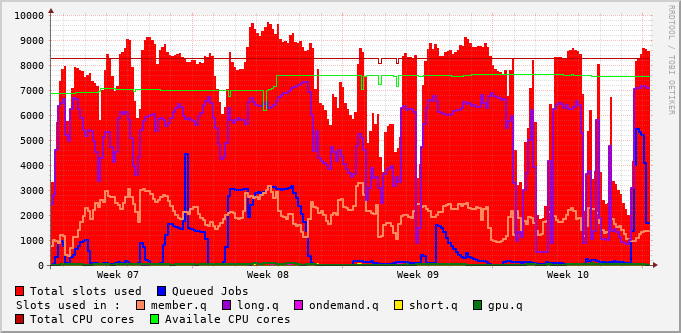 10000
9000
8000
7000
6000
5000
4000
3000
2000
1000
0
Week 07 Week 08 Week 09 Week 10
Total slots used Queued Jobs
Slots used in : member.q long.q ondemand.q short.q gpu.q
Total CPU cores Availale CPU cores
RRDTOOL / TOBI OETIKER